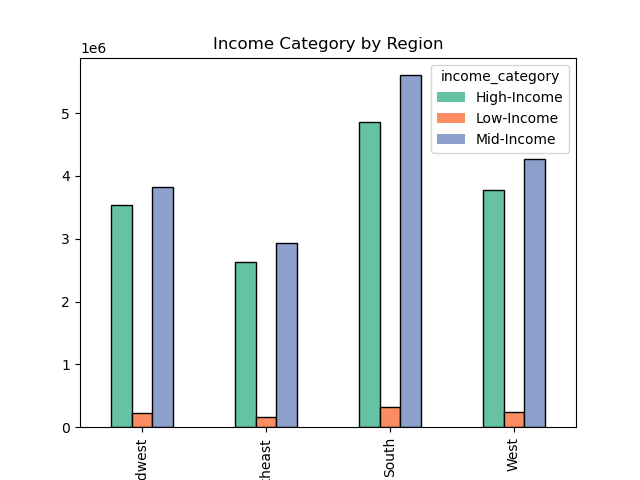 Income Category by Region
1e6
income_category
High-Income
Low-Income
Mid-Income
5
4
3
2
1
0
dwest
theast
South
West